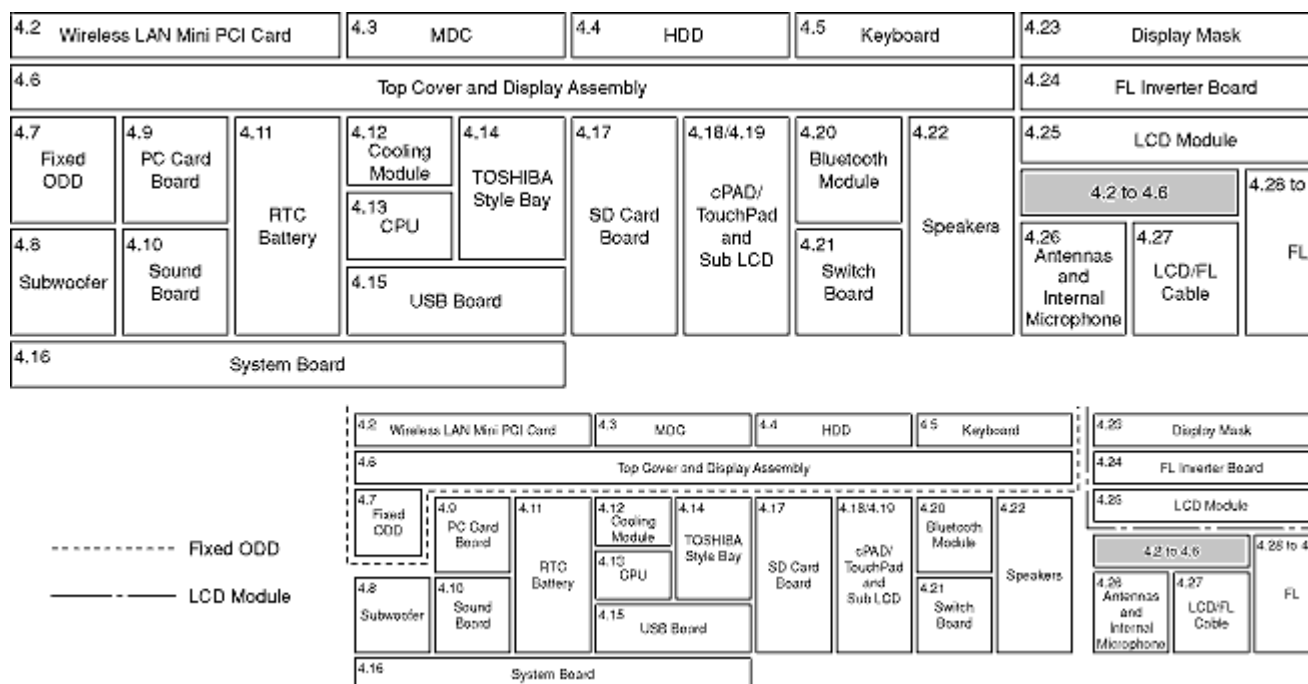 4.2 Wireless LAN Mini PCI Card
4.3 MDC
4.4 HDD
4.5 Keyboard
4.23 Display Mask
4.6 Top Cover and Display Assembly
4.24 FL Inverter Board
4.7
Fixed
ODD
4.9
PC Card
Board
4.11
RTC
Battery
4.12
Cooling
Module
4.13
CPU
4.14
TOSHIBA
Style Bay
4.17
SD Card
Board
4.18/4.19
cPAD/
TouchPad
and
Sub LCD
4.20
Bluetooth
Module
4.22
Speakers
4.25 LCD Module
4.2 to 4.6
4.28 to
FL
4.8
Subwoofer
4.10
Sound
Board
4.15 USB Board
4.21
Switch
Board
4.26
Antennas
and
Internal
Microphone
4.27
LCD/FL
Cable
4.16 System Board
4.2 Wireless LAN Mini PCI Card
4.3 MDC
4.4 HDD
4.5 Keyboard
4.23 Display Mask
4.6 Top Cover and Display Assembly
4.24 FL Inverter Board
4.7
Fixed
ODD
4.9
PC Card
Board
4.11
RTC
Battery
4.12
Cooling
Module
4.13
CPU
4.14
TOSHIBA
Style Bay
4.17
SD Card
Board
4.18/4.19
cPAD/
TouchPad
and
Sub LCD
4.20
Bluetooth
Module
4.22
Speakers
4.25 LCD Module
Fixed ODD
LCD Module
4.2 to 4.6
4.28 to 4
FL
4.8
Subwoofer
4.10
Sound
Board
4.15 USB Board
4.21
Switch
Board
4.26
Antennas
and
Internal
Microphone
4.27
LCD/FL
Cable
4.16 System Board